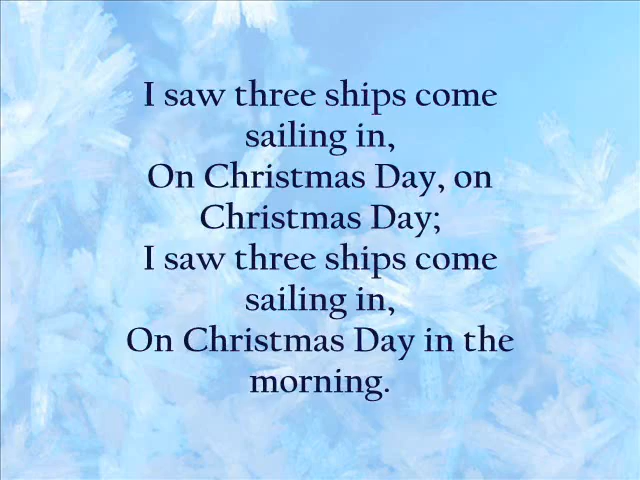 I saw three ships come
sailing in,
On Christmas Day, on
Christmas Day;
I saw three ships come
sailing in,
On Christmas Day in the
morning.